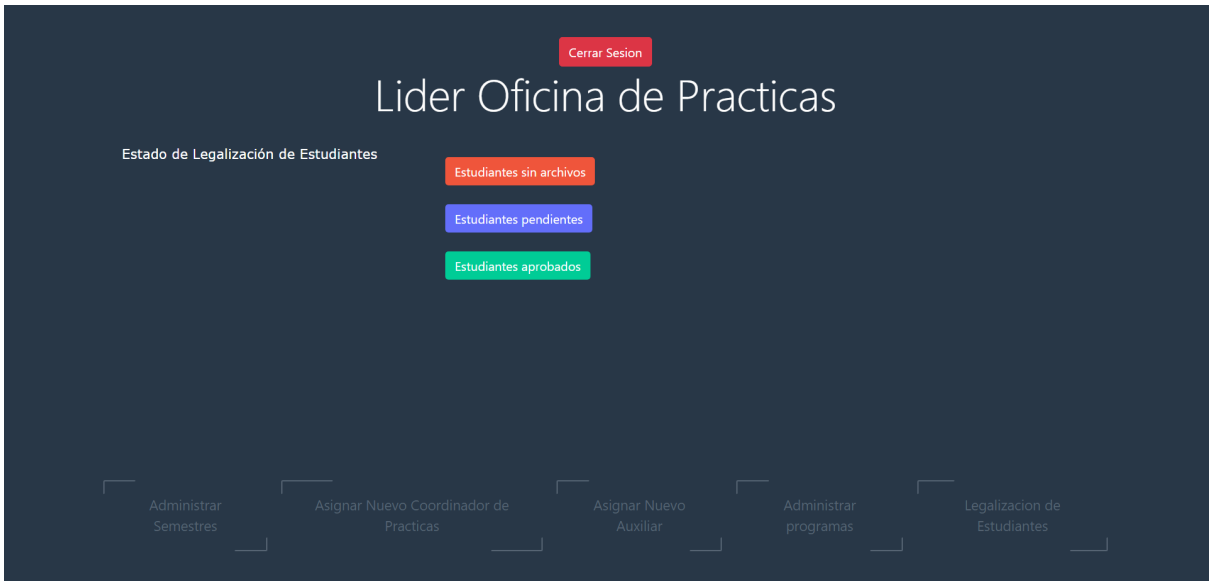 Cerrar Sesion
Lider Oficina de Practicas
Estado de Legalización de Estudiantes
Estudiantes sin archivos
Estudiantes pendientes
Estudiantes aprobados
Administrar
Semestres
Asignar Nuevo Coordinador de
Practicas
Asignar Nuevo
Auxiliar
Administrar
programas
Legalizacion de
Estudiantes